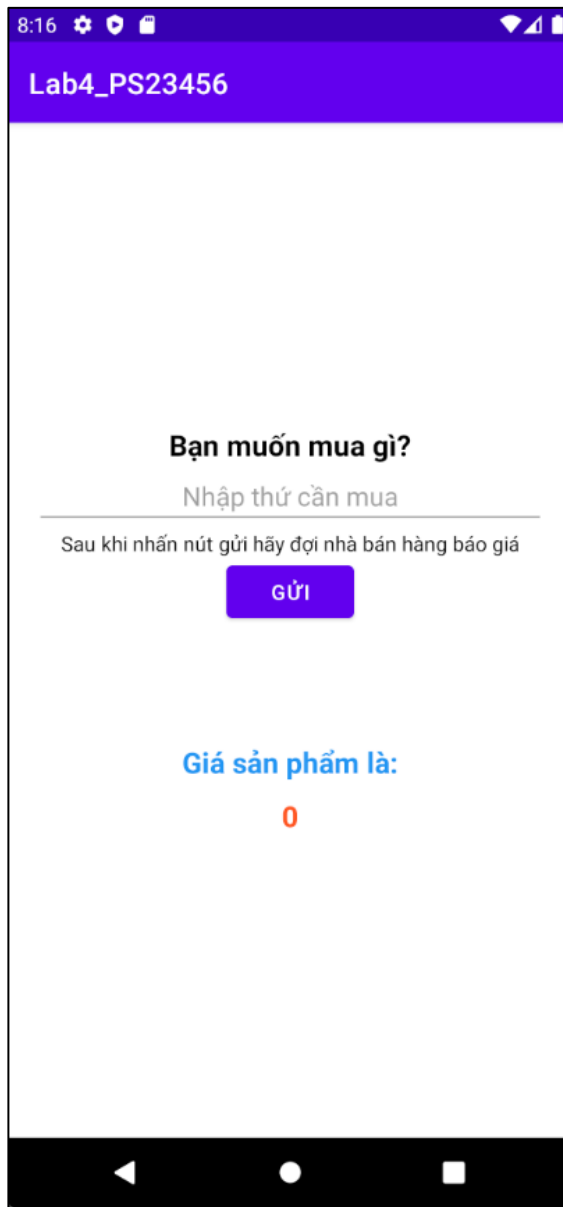 8:16
Lab4_PS23456
Bạn muốn mua gì?
Nhập thứ cần mua
Sau khi nhấn nút gửi hãy đợi nhà bán hàng báo giá
GỬI
Giá sản phẩm là:
0